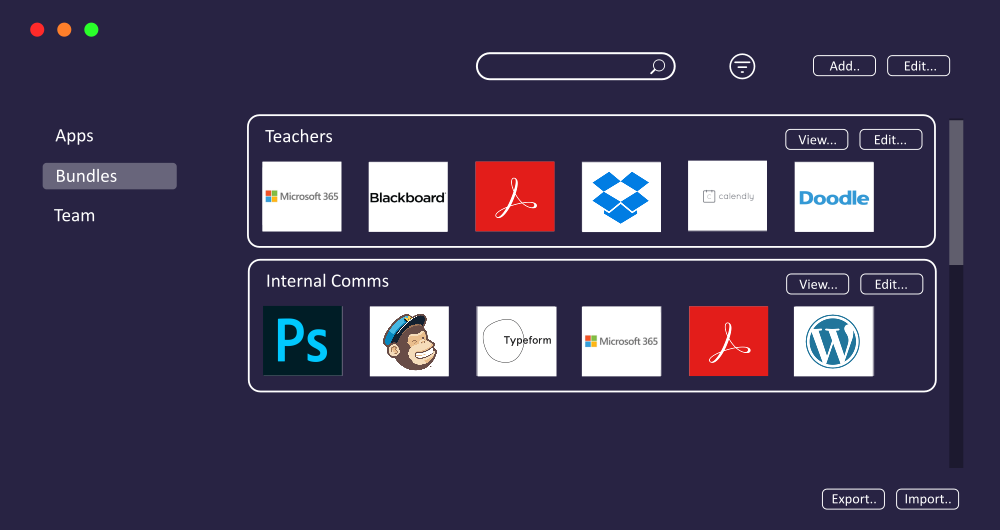 Add..
Edit...
Apps
Bundles
Team
Teachers
View...
Edit...
Microsoft 365
Blackboard
calendly
Doodle
Internal Comms
View...
Edit...
Ps
Typeform
Microsoft 365
W
Export..
Import..